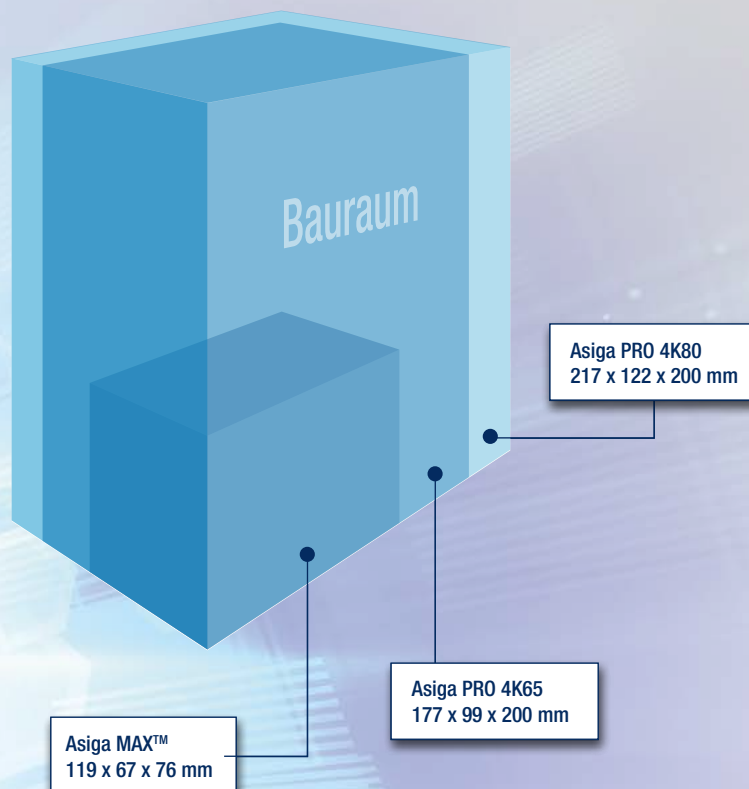 Bauraum
Asiga PRO 4K80
217 x 122 x 200 mm
Asiga PRO 4K65
177 x 99 x 200 mm
Asiga MAX™
119 x 67 x 76 mm